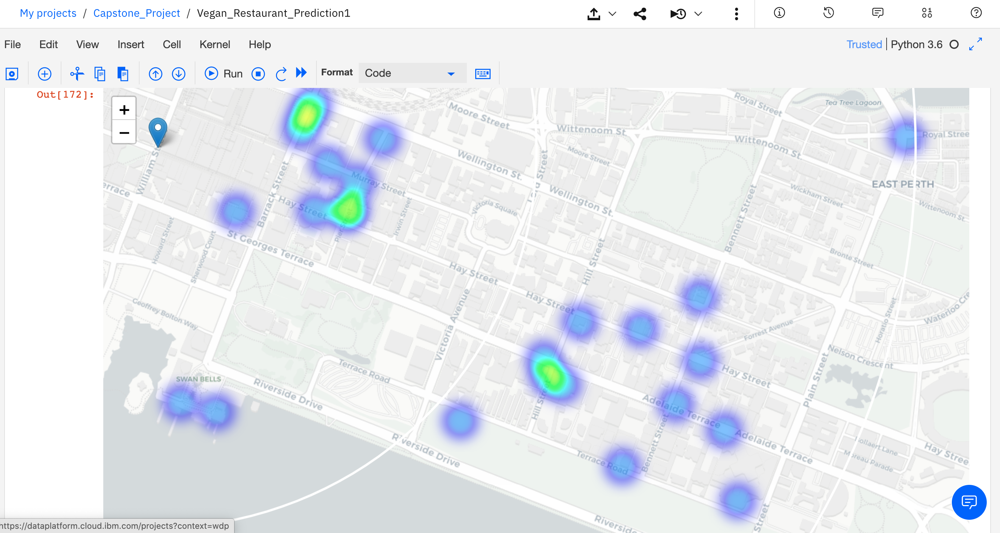 My projects / Capstone_Project / Vegan_Restaurant_Prediction1
File Edit View Insert Cell Kernel Help
Trusted | Python 3.6
Run
Format
Code
Out[172]:
+
−
Moore Street
Royal Street
Tea Tree Lagoon
Wittenoom St.
Royal Stree
Wittenoom St.
Moore Street
Wellington St.
William St
Murray Street
EAST PERTH
errace
Barrack Street
Hay Street
Wellington St.
Wickham Street
Wittenoom St.
Victoria Square
Irwin Street
Bennett Street
Howard Street
Sherwood Court
St Georges Terrace
Hill Street
Bronte Street
Hay Street
Hay Street
Geoffrey Bolton Way
Victoria Avenue
Horatio Street
Waterloo Cre
Forrest Avenue
Nelson Crescent
Terrace Road
Hay Street
Plain Street
SWAN BELLS
Riverside Drive
Hill Street
Adelaide Terrace
Bennett Street
Adelaide Terrace
Riverside Drive
Terrace Road
Moreau Parade
Hay Stree
Street
Riverside
https://dataplatform.cloud.ibm.com/projects?context=wdp